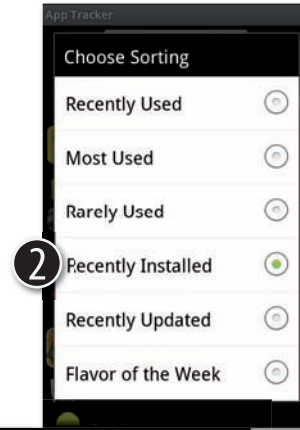 App Tracker
Choose Sorting
Recently Used
Most Used
Rarely Used
2
Recently Installed
Recently Updated
Flavor of the Week